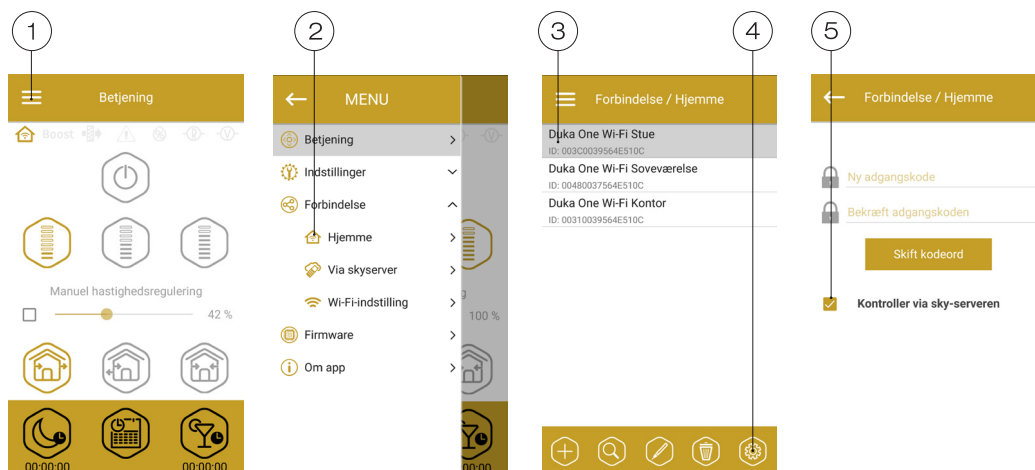 1
2
3
4
5
Betjening
Boost
Manuel hastighedsregulering
42 %
00:00:00
00:00:00
MENU
Betjening
Indstillinger
Forbindelse
Hjemme
Via skyserver
Wi-Fi-indstilling
Firmware
Om app
g
100 %
00:00
Forbindelse / Hjemme
Duka One Wi-Fi Stue
ID: 003C0039564E510C
Duka One Wi-Fi Soveværelse
ID: 00480037564E510C
Duka One Wi-Fi Kontor
ID: 00310039564E510C
Forbindelse / Hjemme
Ny adgangskode
Bekræft adgangskoden
Skift kodeord
Kontroller via sky-serveren